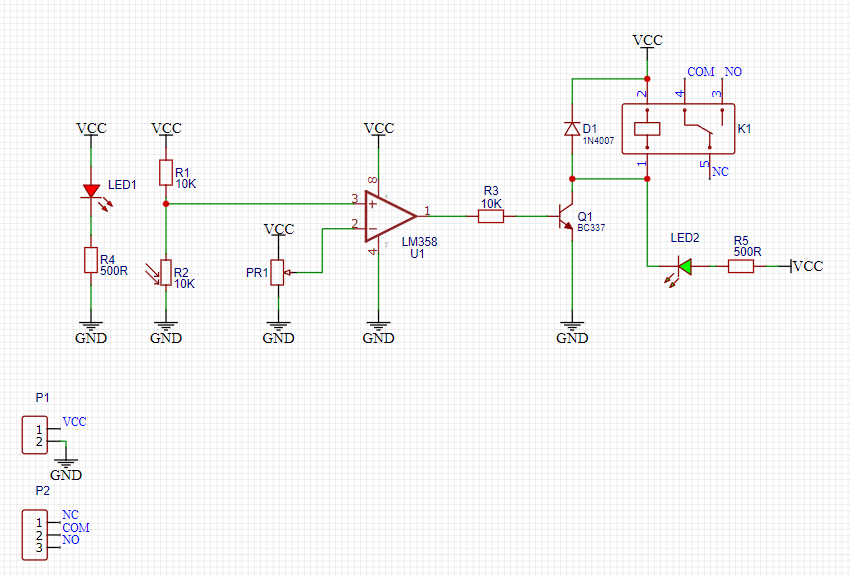 VCC
COM NO
2
4
3
K1
D1
1N4007
1
5
NC
VCC
VCC
VCC
LED1
R1
10K
8
3
1
2
4
LM358
U1
R3
10K
Q1
BC337
VCC
PR1
R4
500R
R2
10K
LED2
R5
500R
VCC
GND
GND
GND
GND
GND
P1
1
VCC
2
GND
P2
1
NC
2
COM
3
NO